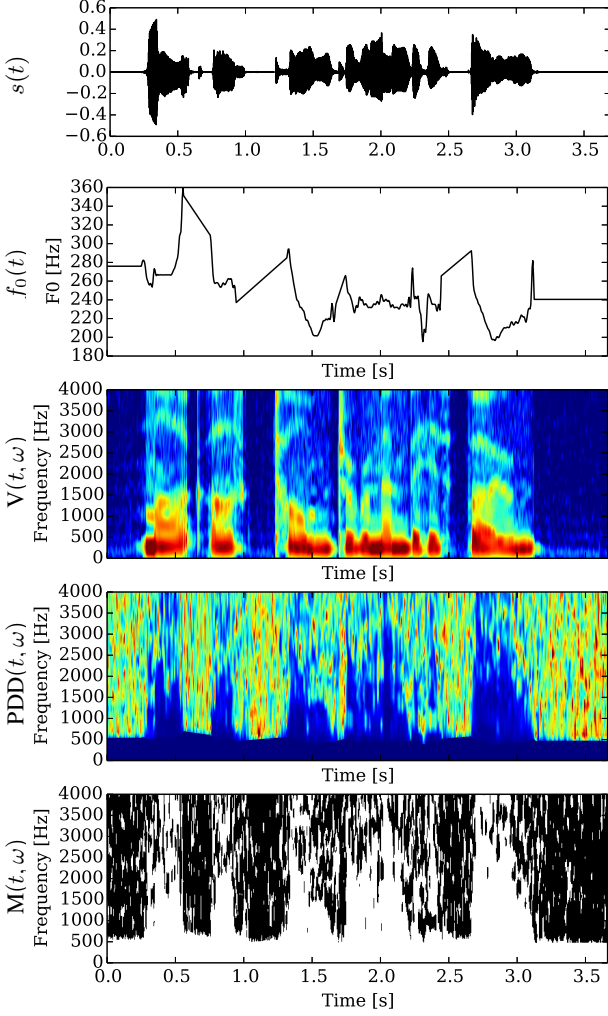 s(t)
0.6
0.4
0.2
0.0
−0.2
−0.4
−0.6
0.0 0.5 1.0 1.5 2.0 2.5 3.0 3.5
f₀(t)
F0 [Hz]
360
340
320
300
280
260
240
220
200
180
Time [s]
V(t, ω)
Frequency [Hz]
4000
3500
3000
2500
2000
1500
1000
500
0
Time [s]
PDD(t, ω)
Frequency [Hz]
4000
3500
3000
2500
2000
1500
1000
500
0
Time [s]
M(t, ω)
Frequency [Hz]
4000
3500
3000
2500
2000
1500
1000
500
0
0.0 0.5 1.0 1.5 2.0 2.5 3.0 3.5
Time [s]